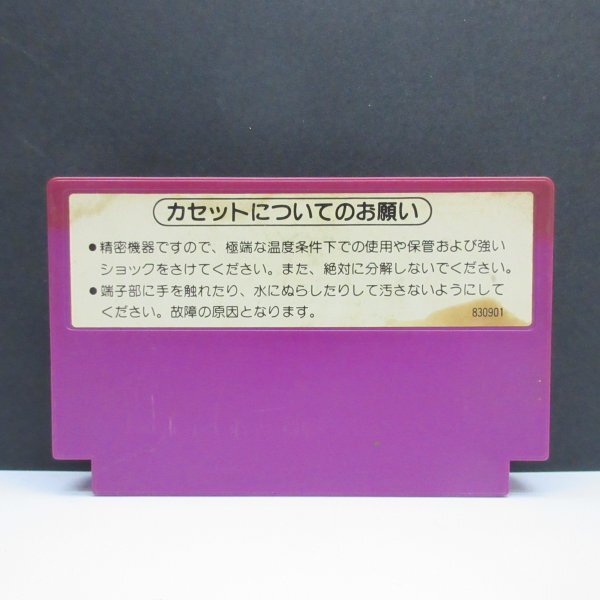 カセットについてのお願い
●精密機器ですので、極端な温度条件下での使用や保管および強い
ショックをさけてください。また、絶対に分解しないでください。
●端子部に手を触れたり、水にぬらしたりして汚さないようにして
ください。故障の原因となります。
830901